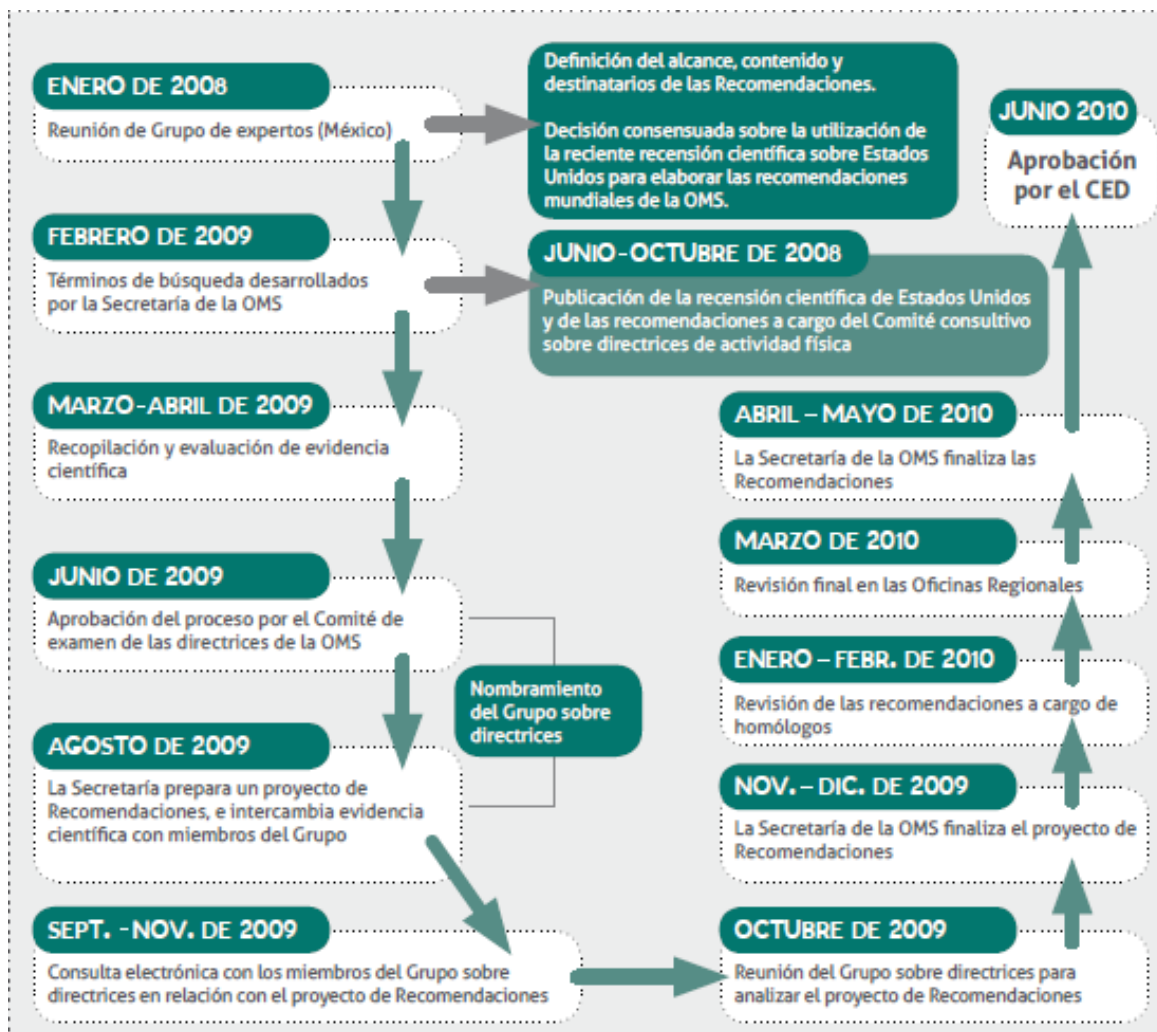 ENERO DE 2008
Reunión de Grupo de expertos (México)
Definición del alcance, contenido y
destinatarios de las Recomendaciones.
Decisión consensuada sobre la utilización de
la reciente recensión científica sobre Estados
Unidos para elaborar las recomendaciones
mundiales de la OMS.
FEBRERO DE 2009
Términos de búsqueda desarrollados
por la Secretaría de la OMS
JUNIO-OCTUBRE DE 2008
Publicación de la recensión científica de Estados Unidos
y de las recomendaciones a cargo del Comité consultivo
sobre directrices de actividad física
MARZO-ABRIL DE 2009
Recopilación y evaluación de evidencia
científica
JUNIO DE 2009
Aprobación del proceso por el Comité de
examen de las directrices de la OMS
Nombramiento
del Grupo sobre
directrices
AGOSTO DE 2009
La Secretaría prepara un proyecto de
Recomendaciones, e intercambia evidencia
científica con miembros del Grupo
SEPT. -NOV. DE 2009
Consulta electrónica con los miembros del Grupo sobre
directrices en relación con el proyecto de Recomendaciones
OCTUBRE DE 2009
Reunión del Grupo sobre directrices para
analizar el proyecto de Recomendaciones
NOV. – DIC. DE 2009
La Secretaría de la OMS finaliza el proyecto de
Recomendaciones
ENERO – FEBR. DE 2010
Revisión de las recomendaciones a cargo de
homólogos
MARZO DE 2010
Revisión final en las Oficinas Regionales
ABRIL – MAYO DE 2010
La Secretaría de la OMS finaliza las
Recomendaciones
JUNIO 2010
Aprobación
por el CED